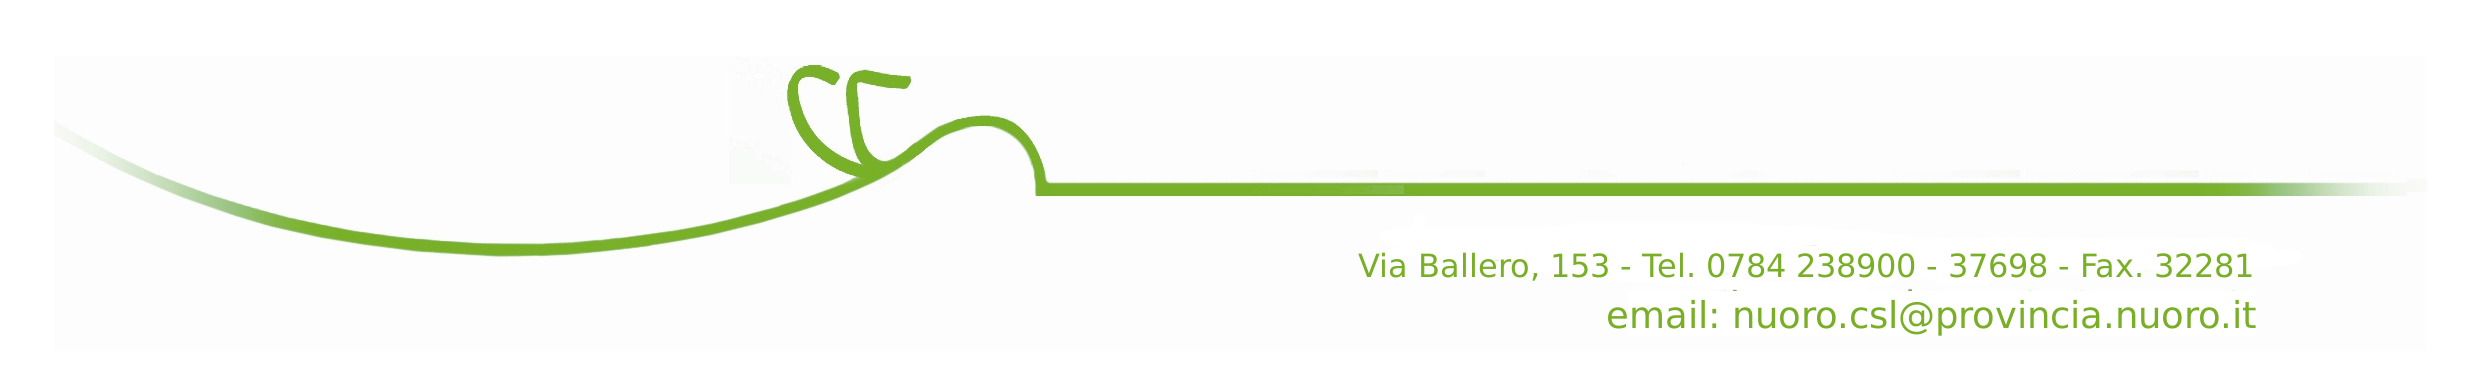 Via Ballero, 153 - Tel. 0784 238900 - 37698 - Fax. 32281
email: nuoro.csl@provincia.nuoro.it